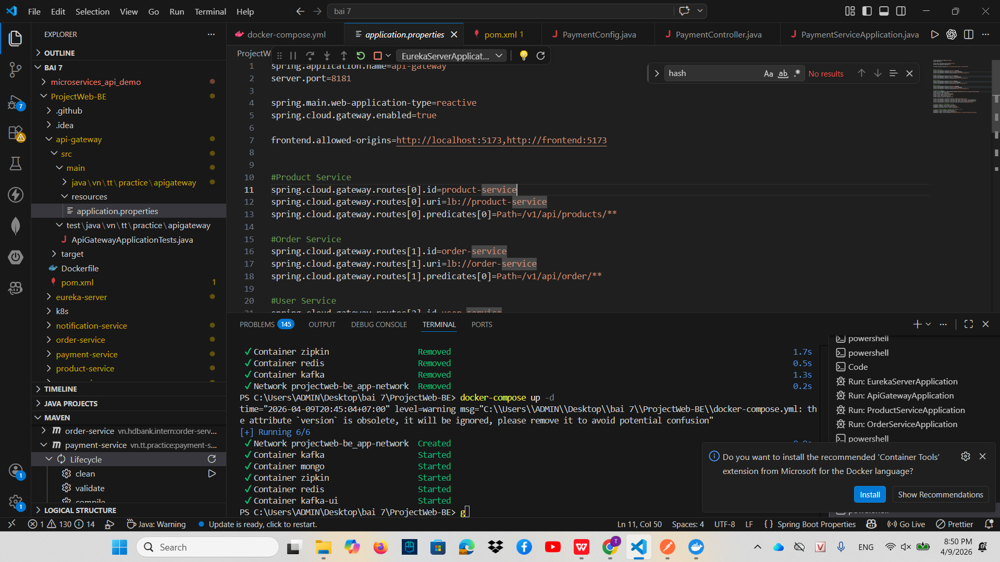 File Edit Selection View Go Run Terminal Help
bai 7
EXPLORER
OUTLINE
BAI 7
microservices_api_demo
ProjectWeb-BE
.github
.idea
api-gateway
src
main
java\vn\tt\practice\apigateway
resources
application.properties
test\java\vn\tt\practice\apigateway
ApiGatewayApplicationTests.java
target
Dockerfile
pom.xml 1
eureka-server
k8s
notification-service
order-service
payment-service
product-service
TIMELINE
JAVA PROJECTS
MAVEN
order-service vn.hdbank.intern:order-serv...
payment-service vn.tt.practice:payment-s...
Lifecycle
clean
validate
compile
LOGICAL STRUCTURE
7
1
1
docker-compose.yml
application.properties
pom.xml 1
PaymentConfig.java
PaymentController.java
PaymentServiceApplication.java
ProjectW
EurekaServerApplicat...
hash
Aa ab .*
No results
1 spring.application.name=api-gateway
2 server.port=8181
3
4 spring.main.web-application-type=reactive
5 spring.cloud.gateway.enabled=true
6
7 frontend.allowed-origins=http://localhost:5173,http://frontend:5173
8
9
10 #Product Service
11 spring.cloud.gateway.routes[0].id=product-service
12 spring.cloud.gateway.routes[0].uri=lb://product-service
13 spring.cloud.gateway.routes[0].predicates[0]=Path=/v1/api/products/**
14
15 #Order Service
16 spring.cloud.gateway.routes[1].id=order-service
17 spring.cloud.gateway.routes[1].uri=lb://order-service
18 spring.cloud.gateway.routes[1].predicates[0]=Path=/v1/api/order/**
19
20 #User Service
21 spring.cloud.gateway.routes[2].id=user-service
PROBLEMS 145 OUTPUT DEBUG CONSOLE TERMINAL PORTS
✓Container zipkin Removed 1.7s
✓Container redis Removed 0.5s
✓Container kafka Removed 1.3s
✓Network projectweb-be_app-network Removed 0.2s
PS C:\Users\ADMIN\Desktop\bai 7\ProjectWeb-BE> docker-compose up -d
time="2026-04-09T20:45:04+07:00" level=warning msg="C:\\Users\\ADMIN\\Desktop\\bai 7\\ProjectWeb-BE\\docker-compose.yml: th
e attribute `version` is obsolete, it will be ignored, please remove it to avoid potential confusion"
[+] Running 6/6
✓Network projectweb-be_app-network Created
✓Container kafka Started
✓Container mongo Started
✓Container zipkin Started
✓Container redis Started
✓Container kafka-ui Started
PS C:\Users\ADMIN\Desktop\bai 7\ProjectWeb-BE> g
powershell
powershell
Code
Run: EurekaServerApplication
Run: ApiGatewayApplication
Run: ProductServiceApplication
Run: OrderServiceApplication
powershell
Do you want to install the recommended 'Container Tools'
extension from Microsoft for the Docker language?
Install Show Recommendations
1 130 14 Java: Warning Update is ready, click to restart.
Ln 11, Col 50 Spaces: 4 UTF-8 LF { } Spring Boot Properties Go Live Prettier
Search
T
ENG
8:50 PM
4/9/2026